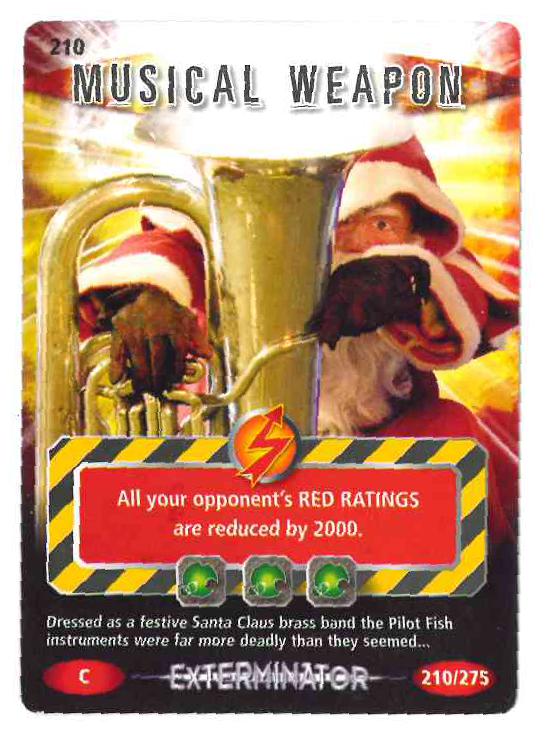 210
MUSICAL WEAPON
All your opponent's RED RATINGS
are reduced by 2000.
Dressed as a festive Santa Claus brass band the Pilot Fish
instruments were far more deadly than they seemed...
C
EXTERMINATOR
210/275